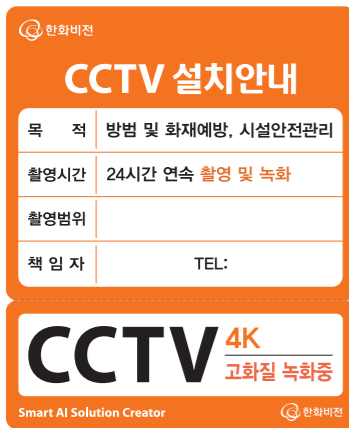 한화비전
CCTV 설치안내
목 적 방범 및 화재예방, 시설안전관리
촬영시간 24시간 연속 촬영 및 녹화
촬영범위
책 임 자 TEL:
CCTV 4K
고화질 녹화중
Smart AI Solution Creator 한화비전